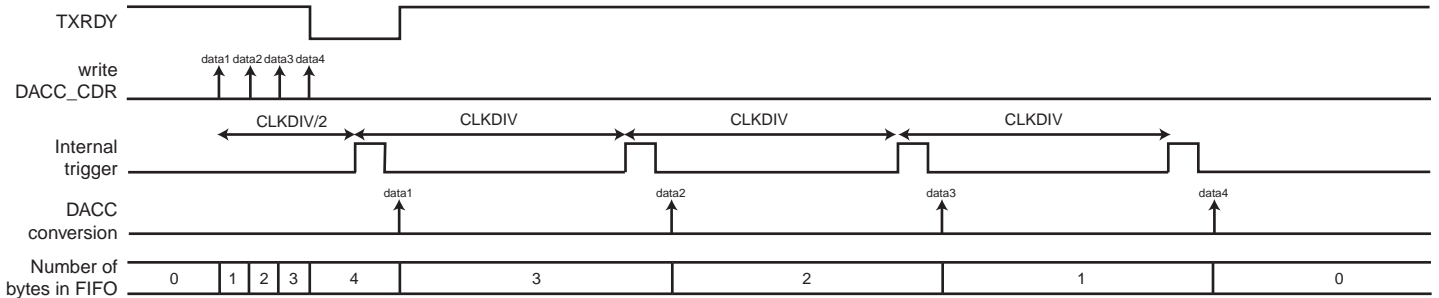 TXRDY
data1 data2 data3 data4
write
DACC_CDR
CLKDIV/2 CLKDIV CLKDIV CLKDIV
Internal
trigger
data1 data2 data3 data4
DACC
conversion
Number of
bytes in FIFO
0 1 2 3 4 3 2 1 0